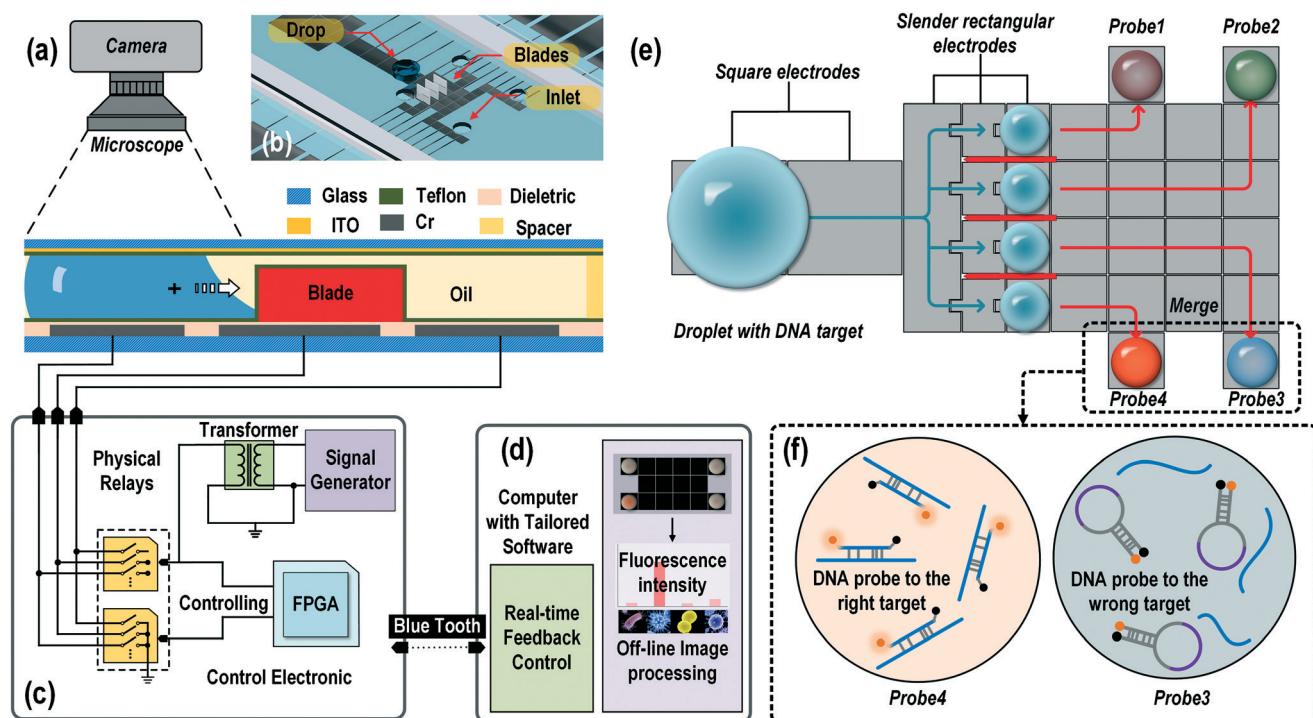 (a)
Camera
Microscope
Drop
Blades
Inlet
(b)
Glass
Teflon
Dieletric
ITO
Cr
Spacer
+
Blade
Oil
Transformer
Physical
Relays
Signal
Generator
Controlling
FPGA
Control Electronic
(c)
Blue Tooth
(d)
Computer
with Tailored
Software
Real-time
Feedback
Control
Fluorescence
intensity
Off-line Image
processing
(e)
Square electrodes
Slender rectangular
electrodes
Probe1
Probe2
Droplet with DNA target
Merge
Probe4
Probe3
(f)
DNA probe to the
right target
Probe4
DNA probe to the
wrong target
Probe3